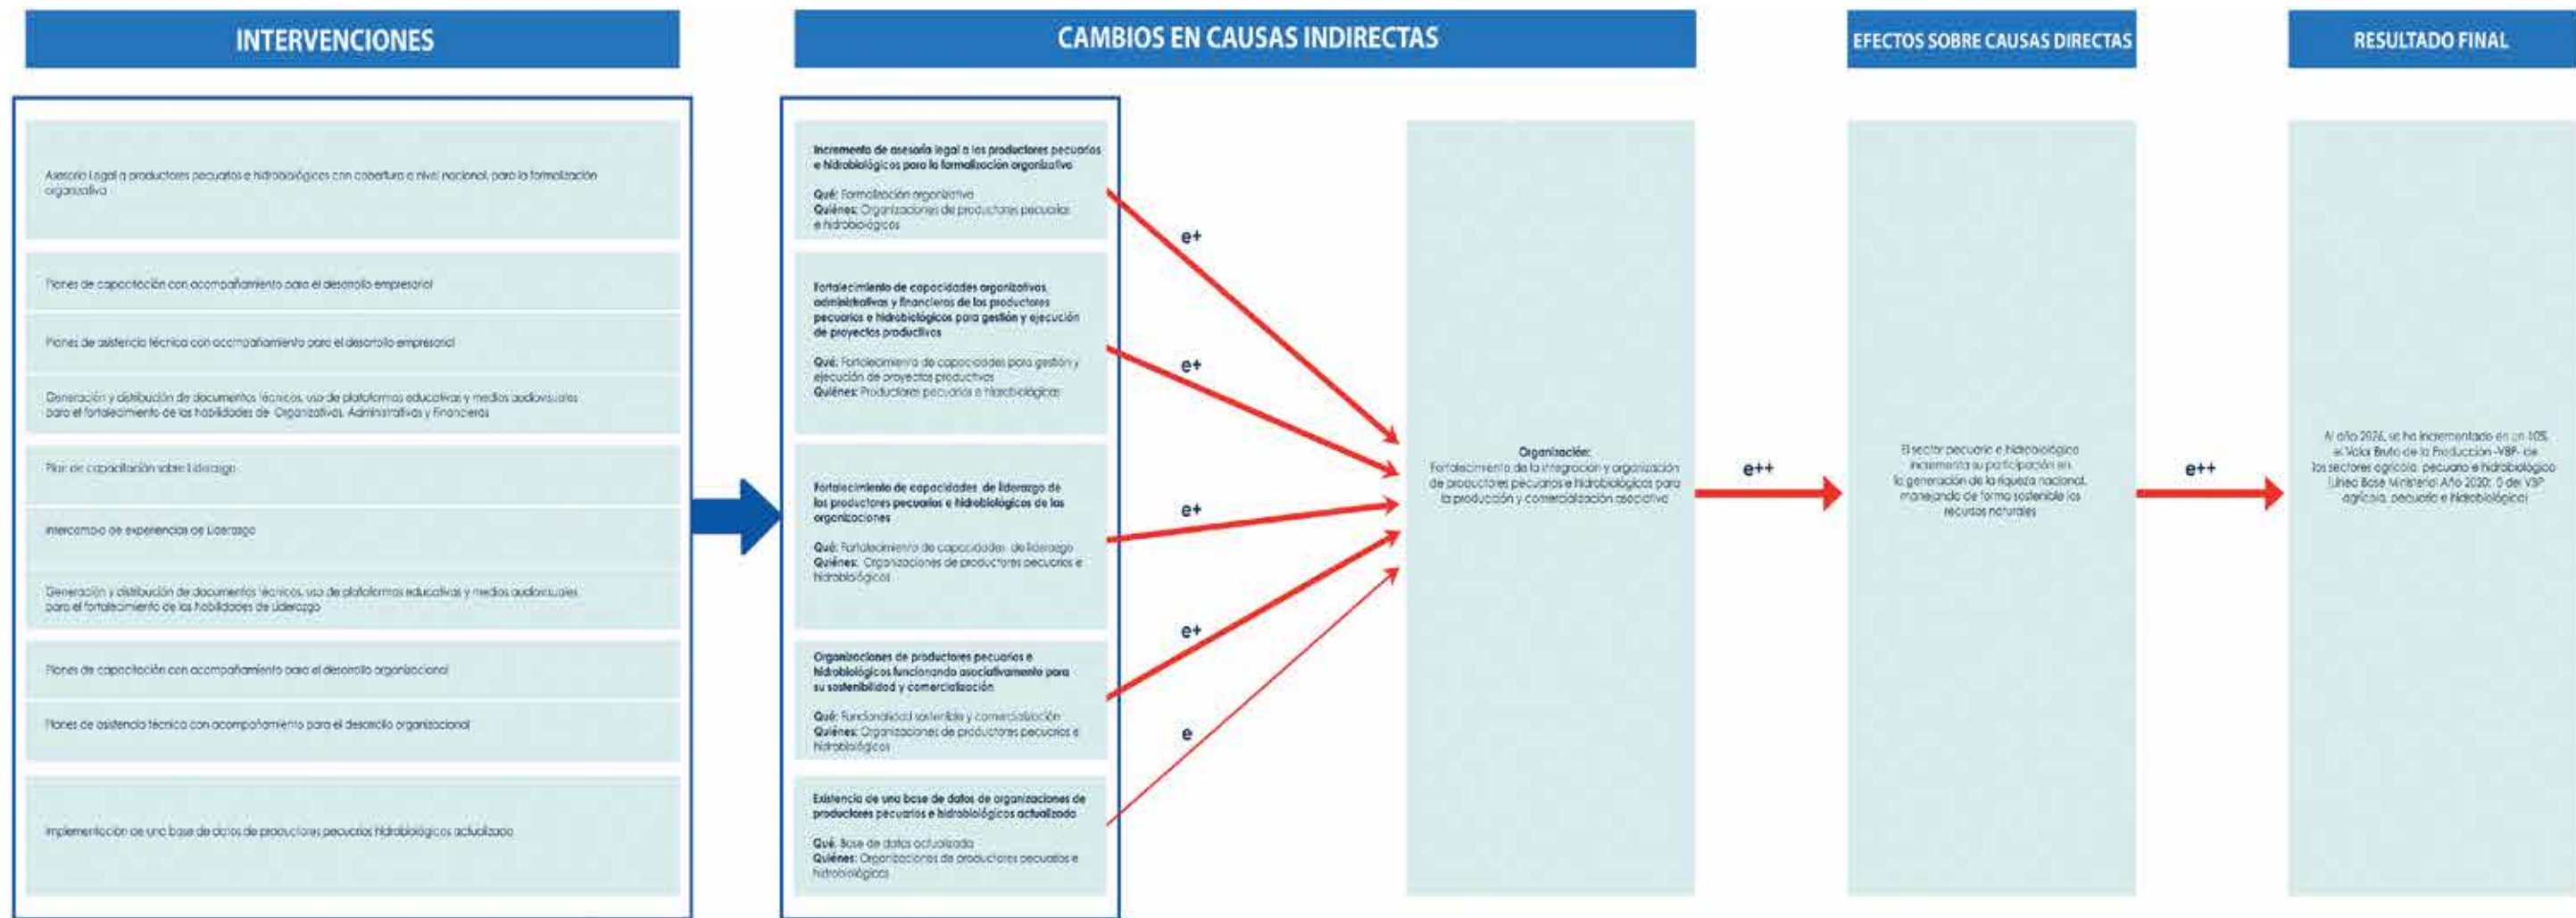 INTERVENCIONES
CAMBIOS EN CAUSAS INDIRECTAS
EFECTOS SOBRE CAUSAS DIRECTAS
RESULTADO FINAL
Asesoría Legal a productores pecuarios e hidrobiológicos con cobertura a nivel nacional, para la formalización
organizativa
Planes de capacitación con acompañamiento para el desarrollo empresarial
Planes de asistencia técnica con acompañamiento para el desarrollo empresarial
Generación y distribución de documentos técnicos, uso de plataformas educativas y medios audiovisuales
para el fortalecimiento de las habilidades de Organizativas, Administrativas y Financieras
Plan de capacitación sobre Liderazgo
Intercambio de experiencias de Liderazgo
Generación y distribución de documentos técnicos, uso de plataformas educativas y medios audiovisuales
para el fortalecimiento de las habilidades de Liderazgo
Planes de capacitación con acompañamiento para el desarrollo organizacional
Planes de asistencia técnica con acompañamiento para el desarrollo organizacional
Implementación de una base de datos de productores pecuarios hidrobiológicos actualizada
Incremento de asesoría legal a los productores pecuarios
e hidrobiológicos para la formalización organizativa
Qué: Formalización organizativa
Quiénes: Organizaciones de productores pecuarios
e hidrobiológicos
Fortalecimiento de capacidades organizativas,
administrativas y financieras de los productores
pecuarios e hidrobiológicos para gestión y ejecución
de proyectos productivos
Qué: Fortalecimiento de capacidades para gestión y
ejecución de proyectos productivos
Quiénes: Productores pecuarios e hidrobiológicos
Fortalecimiento de capacidades de liderazgo de
los productores pecuarios e hidrobiológicos de las
organizaciones
Qué: Fortalecimiento de capacidades de liderazgo
Quiénes: Organizaciones de productores pecuarios e
hidrobiológicos
Organizaciones de productores pecuarios e
hidrobiológicos funcionando asociativamente para
su sostenibilidad y comercialización
Qué: Funcionalidad sostenible y comercialización
Quiénes: Organizaciones de productores pecuarios e
hidrobiológicos
Existencia de una base de datos de organizaciones de
productores pecuarios e hidrobiológicos actualizada
Qué: Base de datos actualizada
Quiénes: Organizaciones de productores pecuarios e
hidrobiológicos
e+
e+
e+
e+
e
Organización:
Fortalecimiento de la integración y organización
de productores pecuarios e hidrobiológicos para
la producción y comercialización asociativa
e++
El sector pecuario e hidrobiológico
incrementa su participación en
la generación de la riqueza nacional,
manejando de forma sostenible los
recursos naturales
e++
Al año 2026, se ha incrementado en un 10%
el Valor Bruto de la Producción -VBP- de
los sectores agrícola, pecuario e hidrobiológico
(Línea Base Ministerial Año 2020: 0 del VBP
agrícola, pecuario e hidrobiológico)